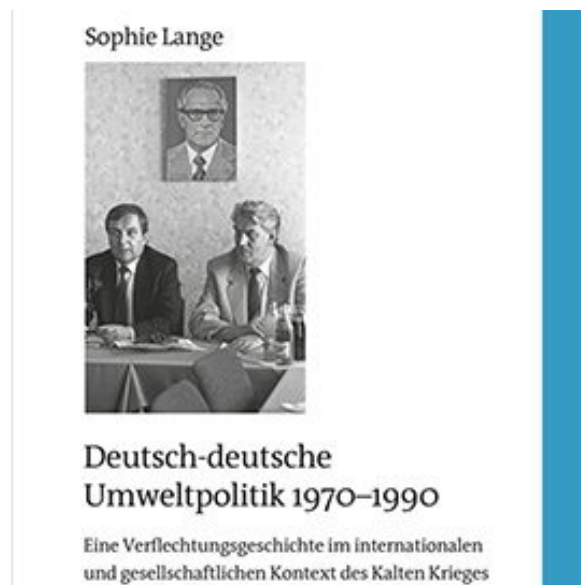 Sophie Lange
Deutsch-deutsche
Umweltpolitik 1970–1990
Eine Verflechtungsgeschichte im internationalen
und gesellschaftlichen Kontext des Kalten Krieges